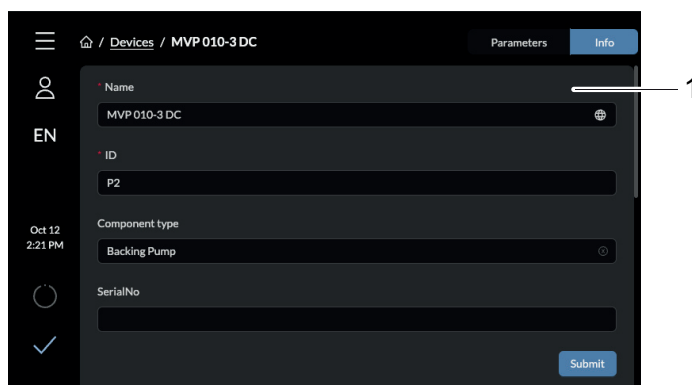 / Devices / MVP 010-3 DC
Parameters
Info
* Name
1
MVP 010-3 DC
EN
* ID
P2
Component type
Oct 12
2:21 PM
Backing Pump
SerialNo
Submit